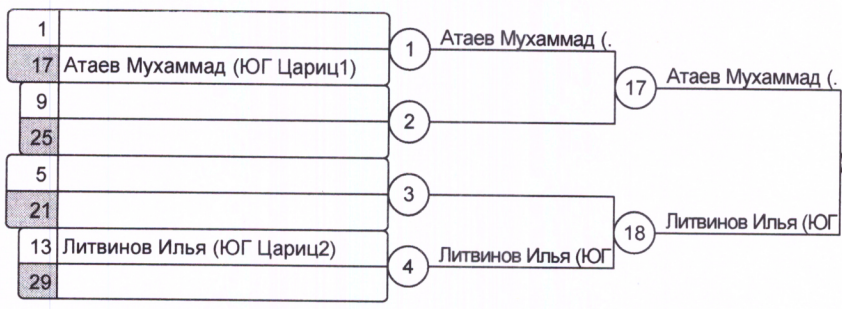 1
17 Атаев Мухаммад (ЮГ Цариц1)
1
Атаев Мухаммад (.
9
25
2
17
Атаев Мухаммад (.
5
21
3
13 Литвинов Илья (ЮГ Цариц2)
29
4
Литвинов Илья (ЮГ
18
Литвинов Илья (ЮГ